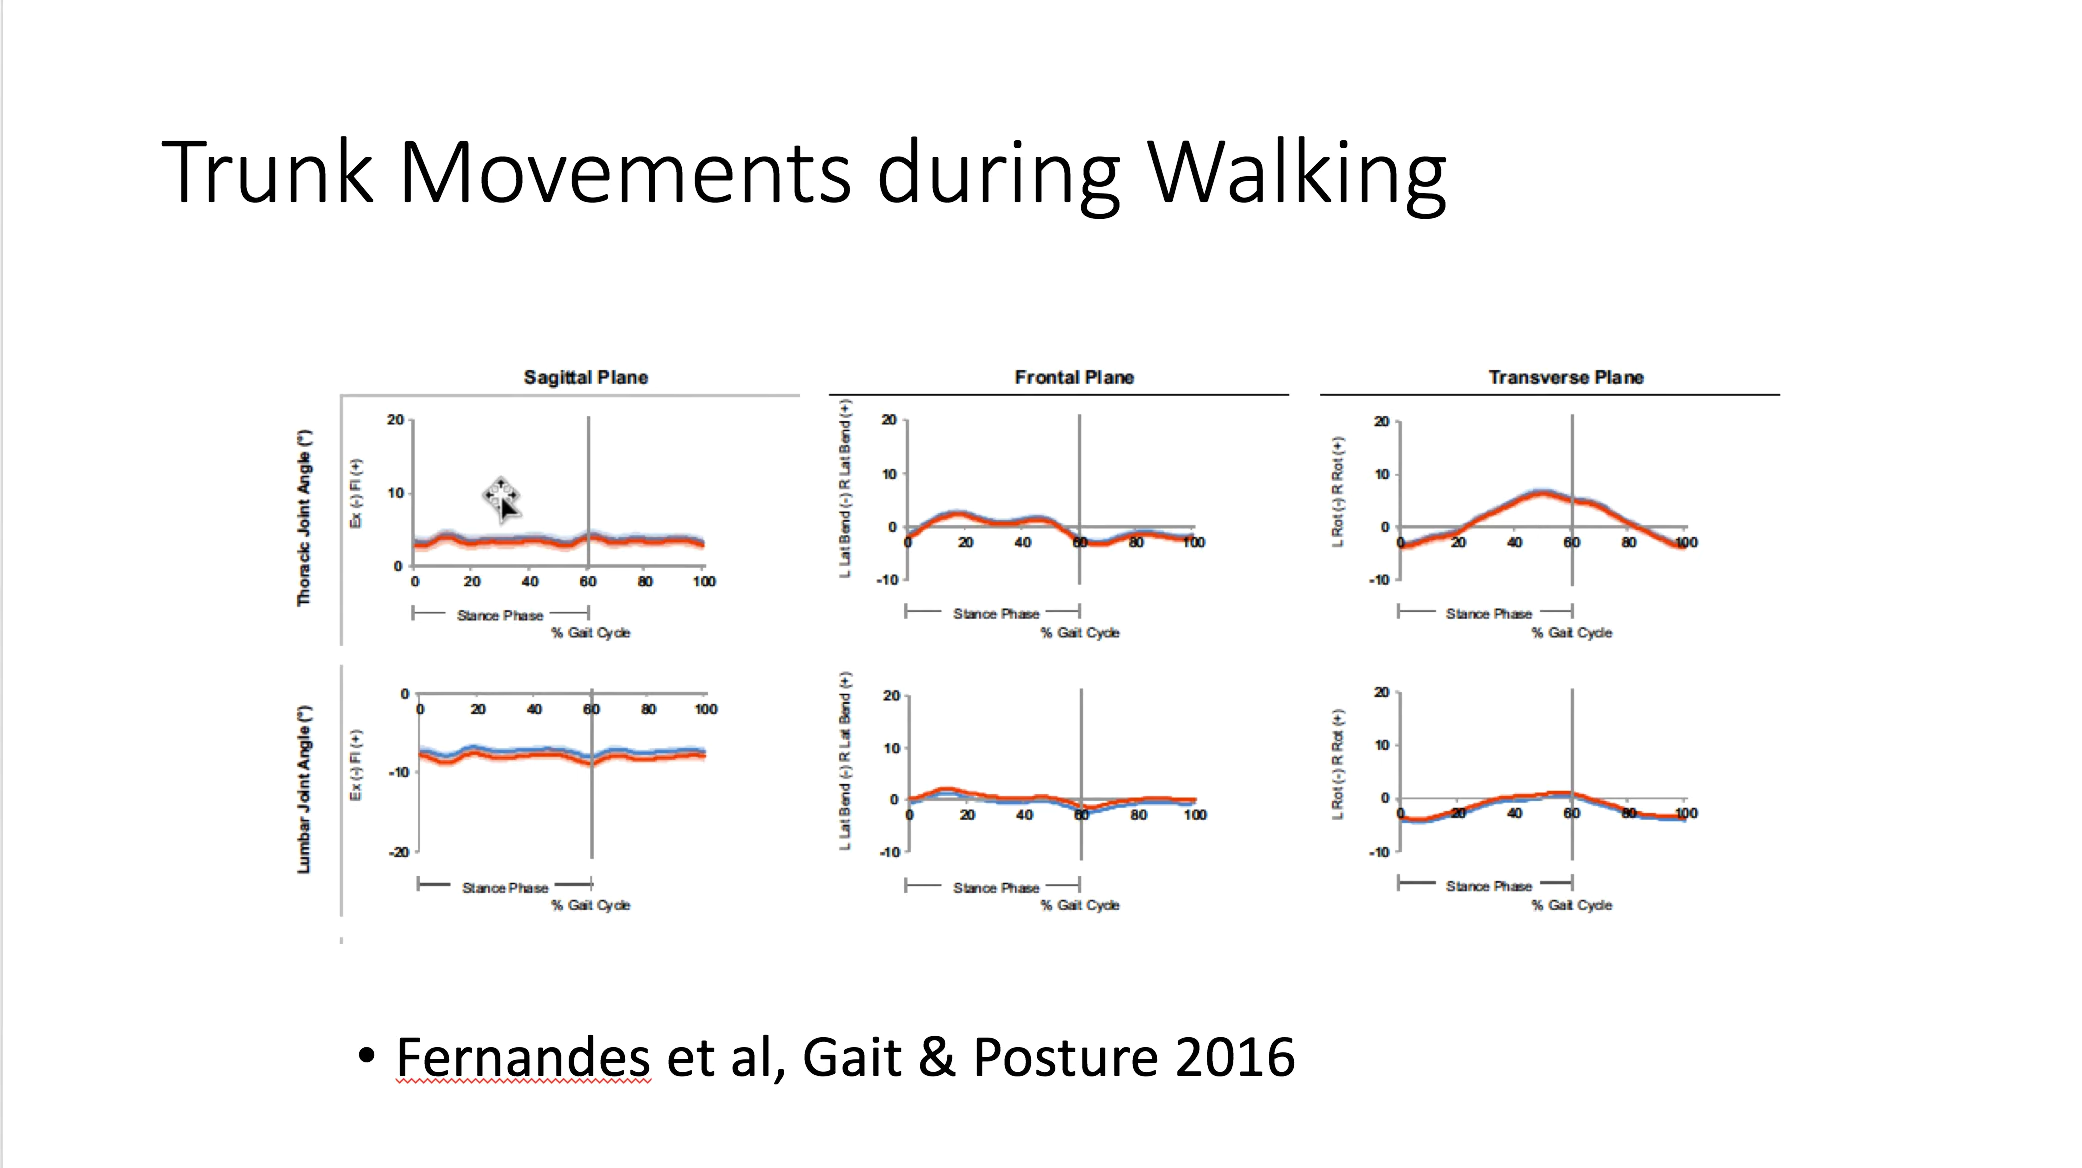 Trunk Movements during Walking
Sagittal Plane
Frontal Plane
Transverse Plane
Thoracic Joint Angle (°)
Ex (-) Fl (+)
20
10
0
0 20 40 60 80 100
Stance Phase
% Gait Cycle
L Lat Bend (-) R Lat Bend (+)
20
10
0
-10
0 20 40 60 80 100
Stance Phase
% Gait Cycle
L Rot (-) R Rot (+)
20
10
0
-10
0 20 40 60 80 100
Stance Phase
% Gait Cycle
Lumbar Joint Angle (°)
Ex (-) Fl (+)
0
-10
-20
0 20 40 60 80 100
Stance Phase
% Gait Cycle
L Lat Bend (-) R Lat Bend (+)
20
10
0
-10
0 20 40 60 80 100
Stance Phase
% Gait Cycle
L Rot (-) R Rot (+)
20
10
0
-10
0 20 40 60 80 100
Stance Phase
% Gait Cycle
• Fernandes et al, Gait & Posture 2016